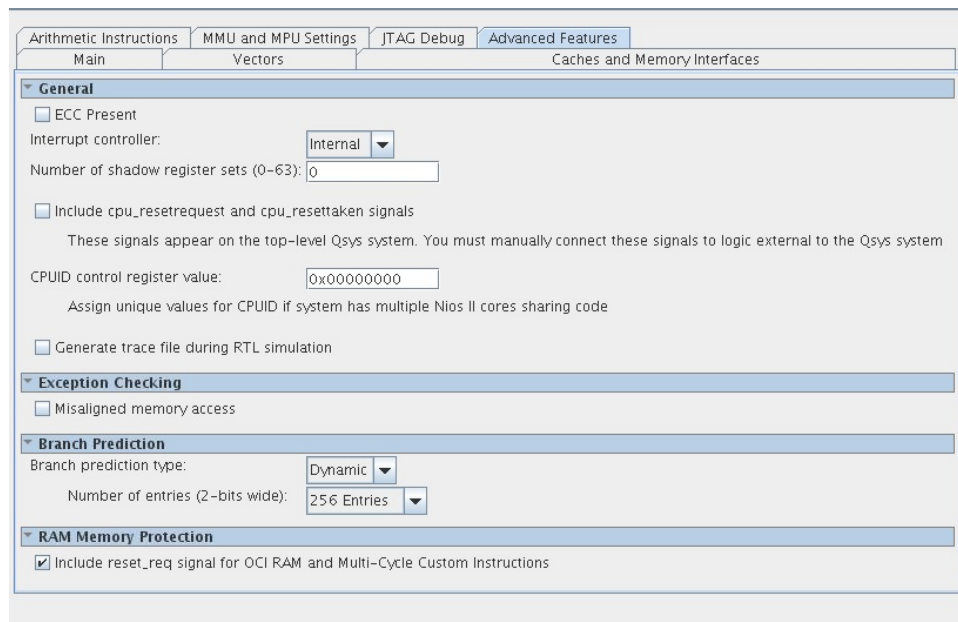 Arithmetic Instructions MMU and MPU Settings JTAG Debug Advanced Features
Main Vectors Caches and Memory Interfaces
General
ECC Present
Interrupt controller: Internal
Number of shadow register sets (0-63): 0
Include cpu_resetrequest and cpu_resettaken signals
These signals appear on the top-level Qsys system. You must manually connect these signals to logic external to the Qsys system
CPUID control register value: 0x00000000
Assign unique values for CPUID if system has multiple Nios II cores sharing code
Generate trace file during RTL simulation
Exception Checking
Misaligned memory access
Branch Prediction
Branch prediction type: Dynamic
Number of entries (2-bits wide): 256 Entries
RAM Memory Protection
Include reset_req signal for OCI RAM and Multi-Cycle Custom Instructions